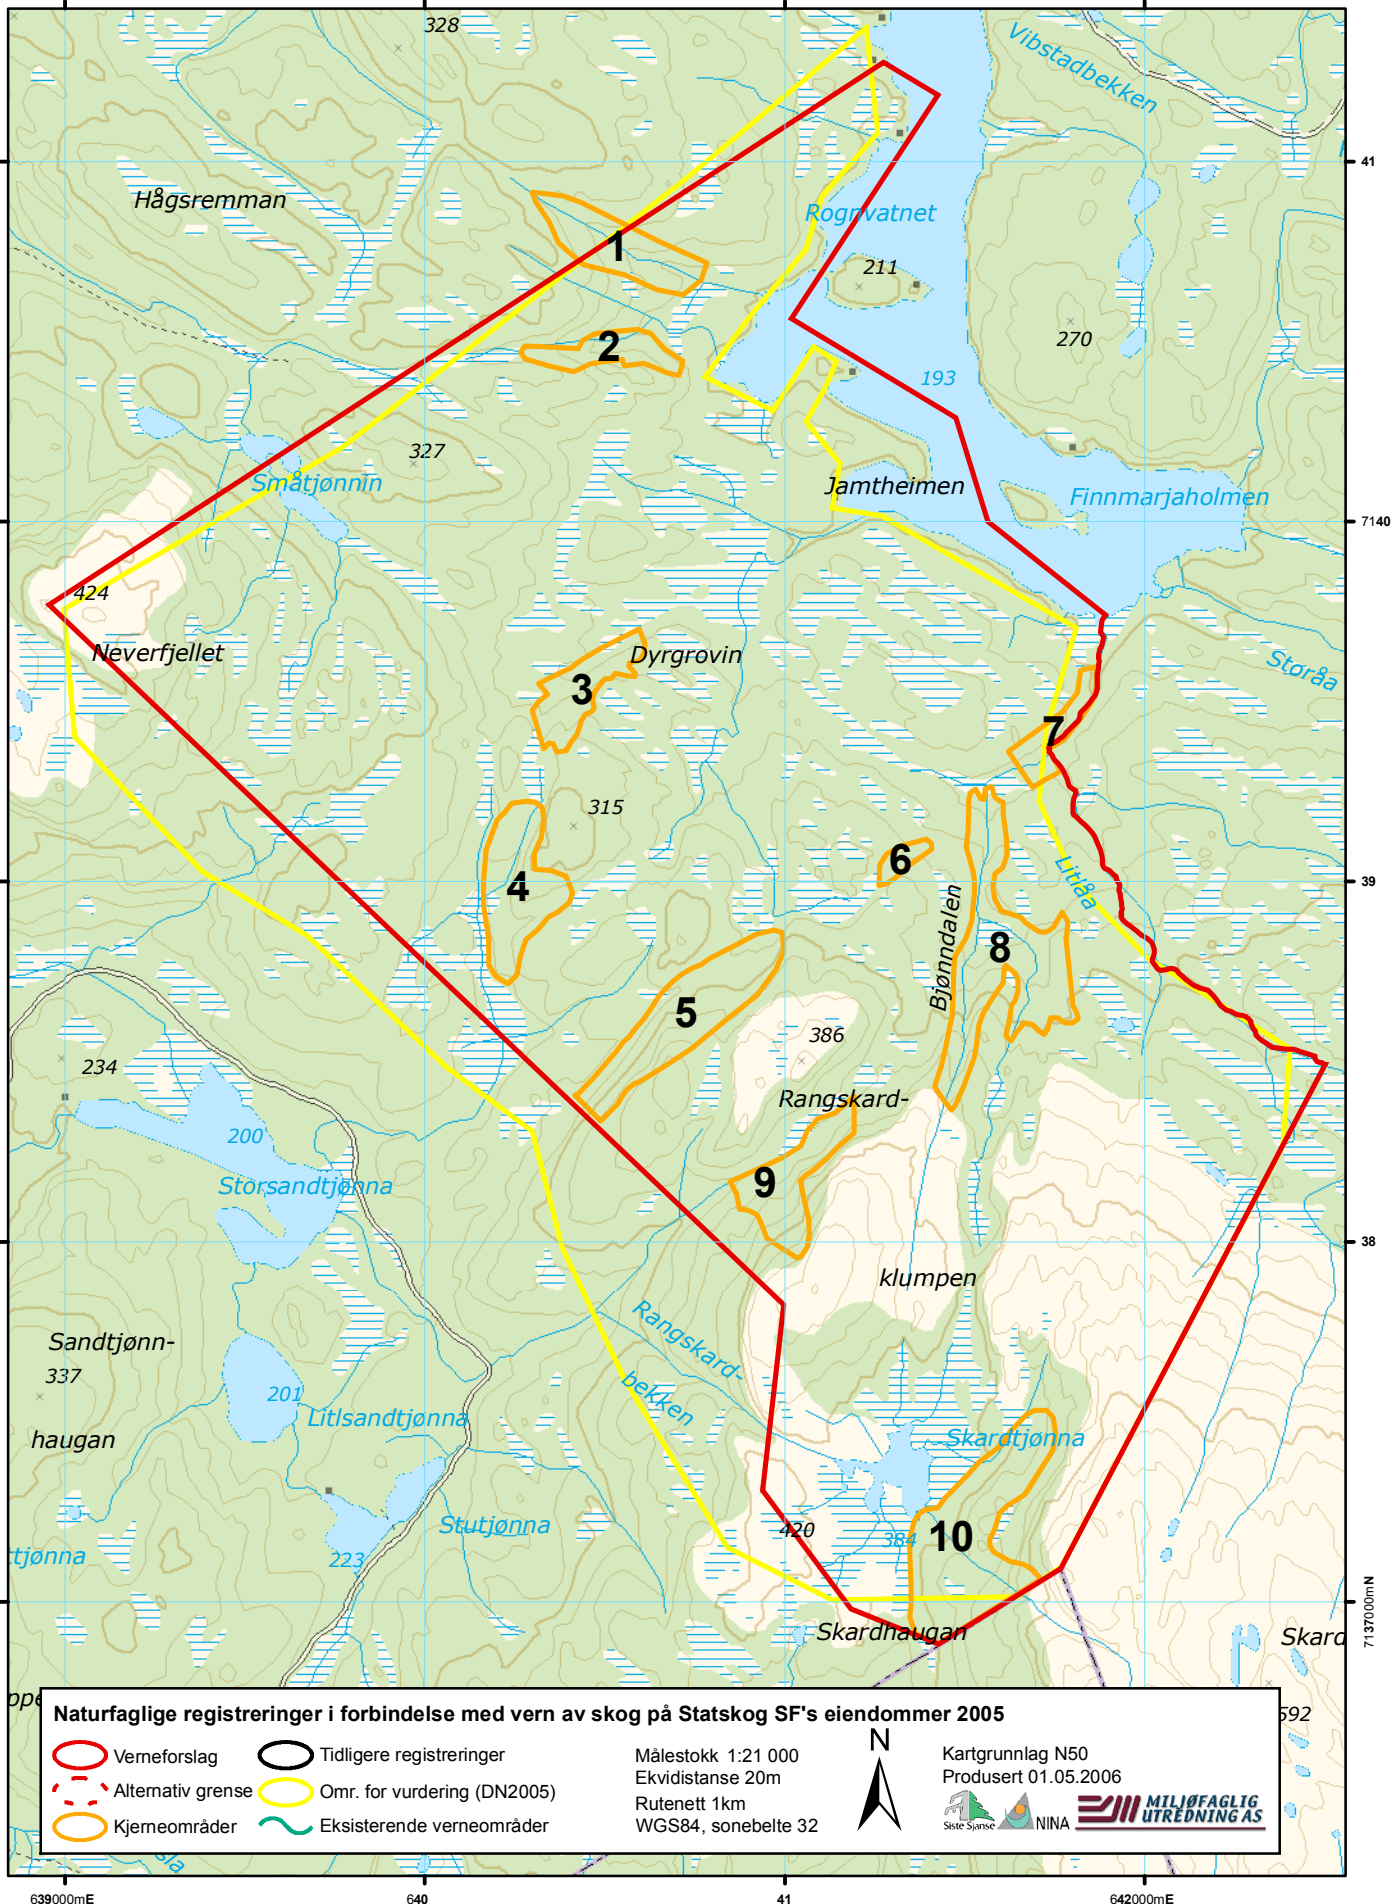 328
Vibstadbekken
41
Hågsremman
Rognvatnet
1
211
2
270
193
327
Småtjønnin
Jamtheimen
Finnmarjaholmen
7140
424
Neverfjellet
Dyrgrovin
Storåa
3
7
315
6
4
39
Litlåa
Bjønndalen
8
5
386
234
Rangskard-
200
9
Storsandtjønna
38
klumpen
Rangskard-
bekken
Sandtjønn-
337
201
Litlsandtjønna
haugan
Skardtjønna
Stutjønna
420
384
10
tjønna
223
7137000mN
Skardhaugan
Skard
592
Naturfaglige registreringer i forbindelse med vern av skog på Statskog SF's eiendommer 2005
Verneforslag
Tidligere registreringer
Alternativ grense
Omr. for vurdering (DN2005)
Kjerneområder
Eksisterende verneområder
Målestokk 1:21 000
Ekvidistanse 20m
Rutenett 1km
WGS84, sonebelte 32
N
Kartgrunnlag N50
Produsert 01.05.2006
Siste Sjanse
NINA
MILJØFAGLIG
UTREDNING AS
639000mE
640
41
642000mE